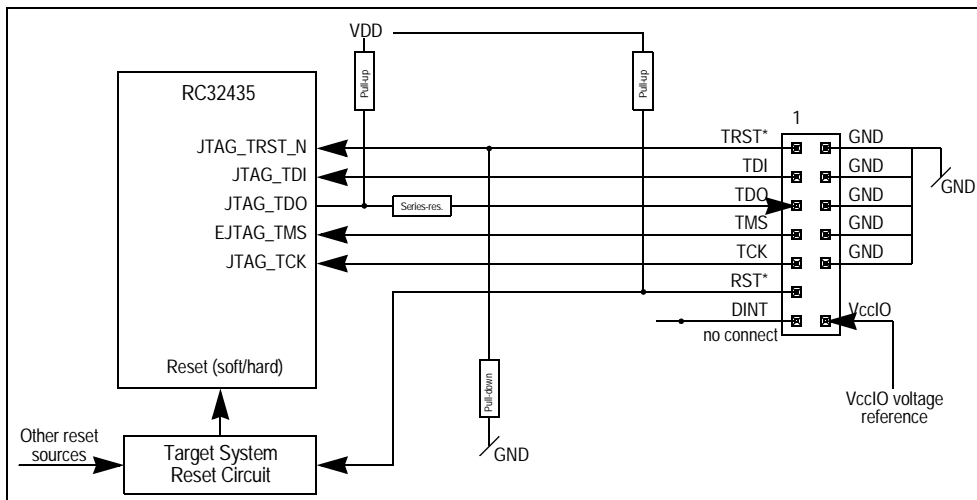 VDD
Pull-up
Pull-up
RC32435
1
JTAG_TRST_N
TRST*
GND
JTAG_TDI
TDI
GND
GND
JTAG_TDO
Series-res.
TDO
GND
EJTAG_TMS
TMS
GND
JTAG_TCK
TCK
GND
RST*
DINT
VccIO
no connect
Reset (soft/hard)
Pull-down
VccIO voltage
reference
Other reset
sources
Target System
Reset Circuit
GND